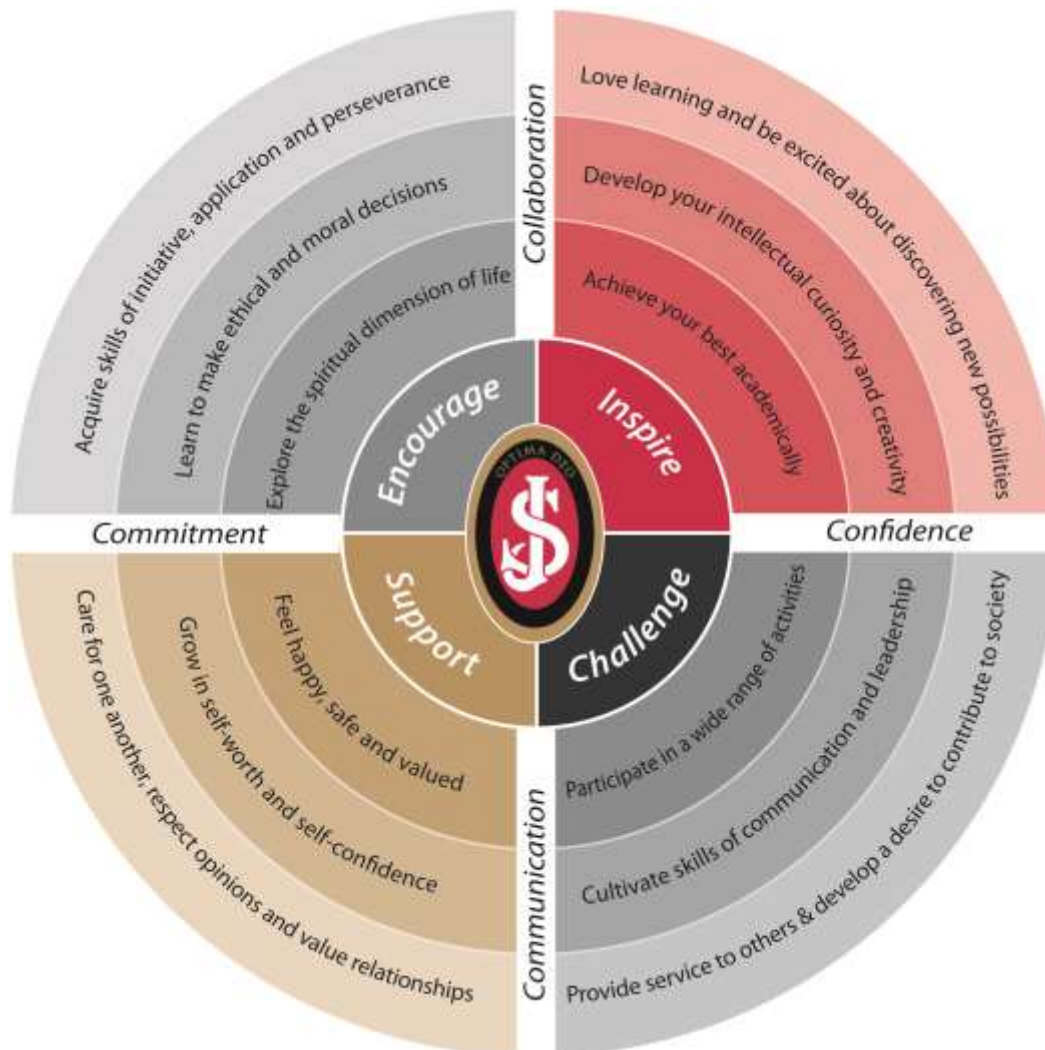 Collaboration
Confidence
Communication
Commitment
Encourage
Explore the spiritual dimension of life
Learn to make ethical and moral decisions
Acquire skills of initiative, application and perseverance
Inspire
Achieve your best academically
Develop your intellectual curiosity and creativity
Love learning and be excited about discovering new possibilities
Challenge
Participate in a wide range of activities
Cultivate skills of communication and leadership
Provide service to others & develop a desire to contribute to society
Support
Feel happy, safe and valued
Grow in self-worth and self-confidence
Care for one another, respect opinions and value relationships
OPTIMA DEO